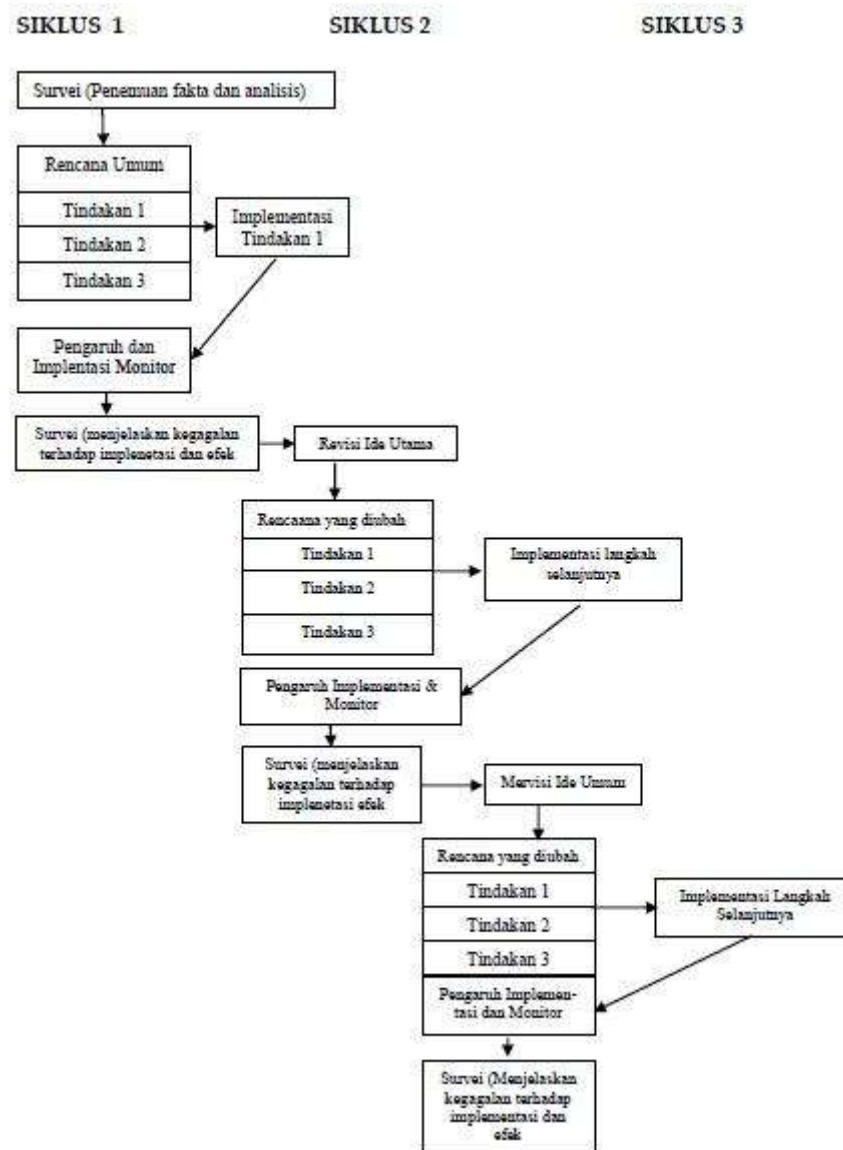 SIKLUS 1
SIKLUS 2
SIKLUS 3
Survei (Penemuan fakta dan analisis)
Rencana Umum
Tindakan 1
Tindakan 2
Tindakan 3
Implementasi
Tindakan 1
Pengaruh dan
Implentasi Monitor
Survei (menjelaskan kegagalan
terhadap implenetasi dan efek
Revisi Ide Utama
Rencaana yang diubah
Tindakan 1
Tindakan 2
Tindakan 3
Implementasi langkah
selanjutnya
Pengaruh Implementasi &
Monitor
Survei (menjelaskan
kegagalan terhadap
implenetasi efek
Mervisi Ide Umum
Rencana yang diubah
Tindakan 1
Tindakan 2
Tindakan 3
Implementasi Langkah
Selanjutnya
Pengaruh Implemen-
tasi dan Monitor
Survei (Menjelaskan
kegagalan terhadap
implementasi dan
efek